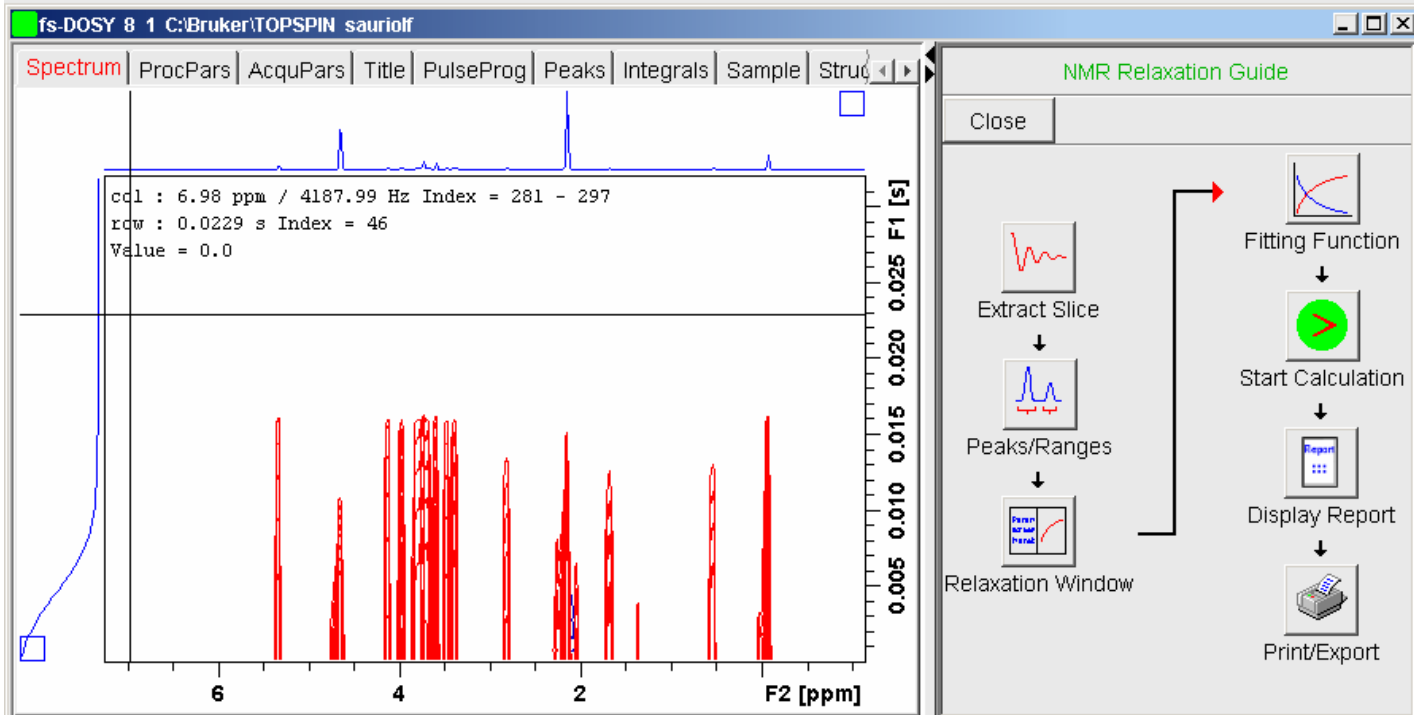 fs-DOSY 8 1 C:\Bruker\TOPSPIN sauriolf
Spectrum ProcPars AcquPars Title PulseProg Peaks Integrals Sample Struc
col : 6.98 ppm / 4187.99 Hz Index = 281 - 297
row : 0.0229 s Index = 46
Value = 0.0
F1 [s]
0.025
0.020
0.015
0.010
0.005
6 4 2 F2 [ppm]
NMR Relaxation Guide
Close
Extract Slice
Peaks/Ranges
Relaxation Window
Fitting Function
Start Calculation
Report
Display Report
Print/Export